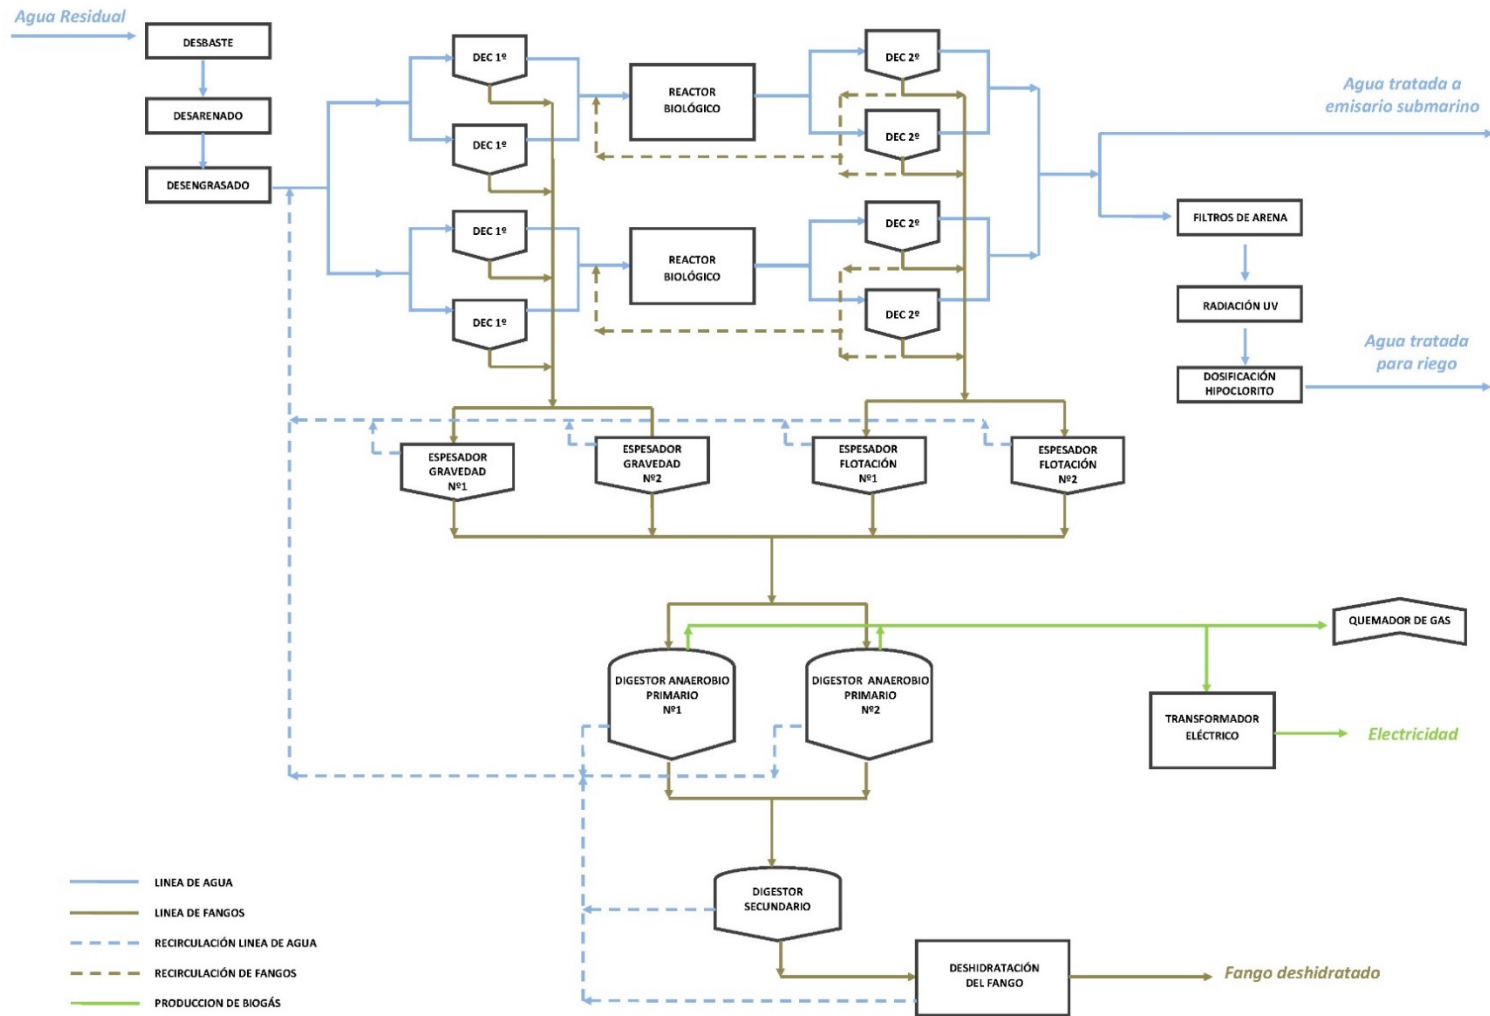 Agua Residual
DESBASTE
DESARENADO
DESENGRASADO
DEC 1º
DEC 1º
DEC 1º
DEC 1º
REACTOR
BIOLÓGICO
REACTOR
BIOLÓGICO
DEC 2º
DEC 2º
DEC 2º
DEC 2º
Agua tratada a
emisario submarino
FILTROS DE ARENA
RADIACIÓN UV
DOSIFICACIÓN
HIPOCLORITO
Agua tratada
para riego
ESPESADOR
GRAVEDAD
Nº1
ESPESADOR
GRAVEDAD
Nº2
ESPESADOR
FLOTACIÓN
Nº1
ESPESADOR
FLOTACIÓN
Nº2
DIGESTOR ANAEROBIO
PRIMARIO
Nº1
DIGESTOR ANAEROBIO
PRIMARIO
Nº2
QUEMADOR DE GAS
TRANSFORMADOR
ELÉCTRICO
Electricidad
DIGESTOR
SECUNDARIO
DESHIDRATACIÓN
DEL FANGO
Fango deshidratado
LINEA DE AGUA
LINEA DE FANGOS
RECIRCULACIÓN LINEA DE AGUA
RECIRCULACIÓN DE FANGOS
PRODUCCION DE BIOGÁS